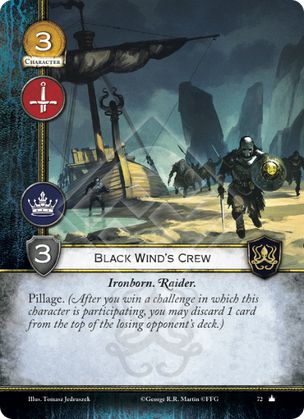 3
CHARACTER
3
BLACK WIND'S CREW
Ironborn. Raider.
Pillage. (After you win a challenge in which this
character is participating, you may discard 1 card
from the top of the losing opponent's deck.)
Illus. Tomasz Jedruszek ©George R.R. Martin ©FFG 72